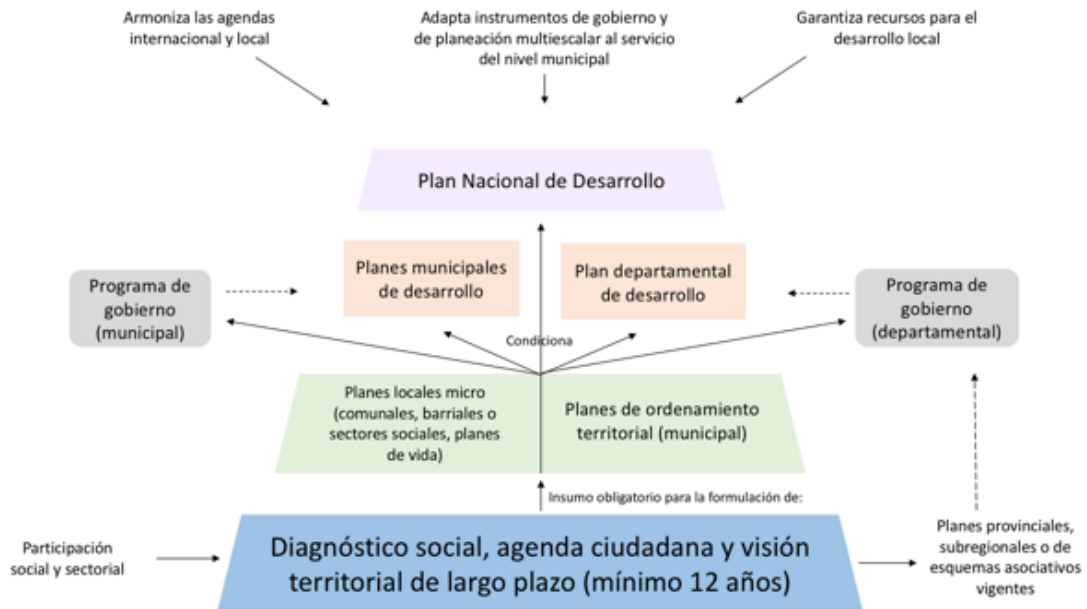 Armoniza las agendas
internacional y local
Adapta instrumentos de gobierno y
de planeación multiescalar al servicio
del nivel municipal
Garantiza recursos para el
desarrollo local
Plan Nacional de Desarrollo
Programa de
gobierno
(municipal)
Planes municipales
de desarrollo
Plan departamental
de desarrollo
Programa de
gobierno
(departamental)
Condiciona
Planes locales micro
(comunales, barriales o
sectores sociales, planes
de vida)
Planes de ordenamiento
territorial (municipal)
Insumo obligatorio para la formulación de:
Participación
social y sectorial
Diagnóstico social, agenda ciudadana y visión
territorial de largo plazo (mínimo 12 años)
Planes provinciales,
subregionales o de
esquemas asociativos
vigentes